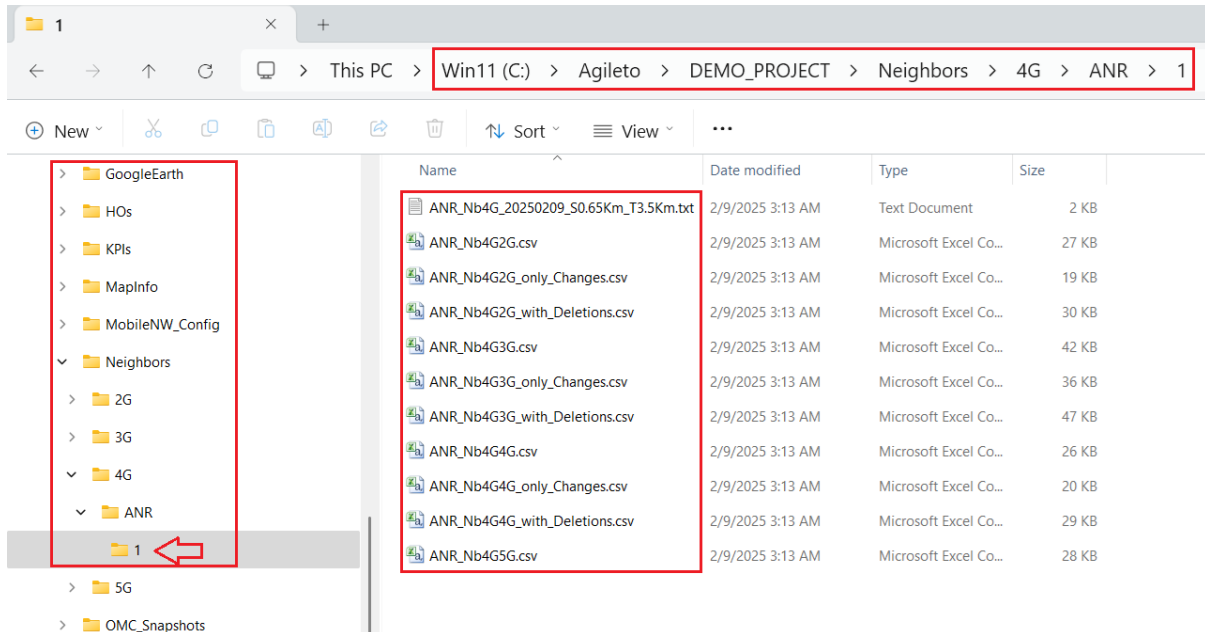 1
This PC > Win11 (C:) > Agileto > DEMO_PROJECT > Neighbors > 4G > ANR > 1
New Sort View ...
GoogleEarth
HOs
KPIs
MapInfo
MobileNW_Config
Neighbors
2G
3G
4G
ANR
1
5G
OMC_Snapshots
Name Date modified Type Size
ANR_Nb4G_20250209_S0.65Km_T3.5Km.txt 2/9/2025 3:13 AM Text Document 2 KB
ANR_Nb4G2G.csv 2/9/2025 3:13 AM Microsoft Excel Co... 27 KB
ANR_Nb4G2G_only_Changes.csv 2/9/2025 3:13 AM Microsoft Excel Co... 19 KB
ANR_Nb4G2G_with_Deletions.csv 2/9/2025 3:13 AM Microsoft Excel Co... 30 KB
ANR_Nb4G3G.csv 2/9/2025 3:13 AM Microsoft Excel Co... 42 KB
ANR_Nb4G3G_only_Changes.csv 2/9/2025 3:13 AM Microsoft Excel Co... 36 KB
ANR_Nb4G3G_with_Deletions.csv 2/9/2025 3:13 AM Microsoft Excel Co... 47 KB
ANR_Nb4G4G.csv 2/9/2025 3:13 AM Microsoft Excel Co... 26 KB
ANR_Nb4G4G_only_Changes.csv 2/9/2025 3:13 AM Microsoft Excel Co... 20 KB
ANR_Nb4G4G_with_Deletions.csv 2/9/2025 3:13 AM Microsoft Excel Co... 29 KB
ANR_Nb4G5G.csv 2/9/2025 3:13 AM Microsoft Excel Co... 28 KB